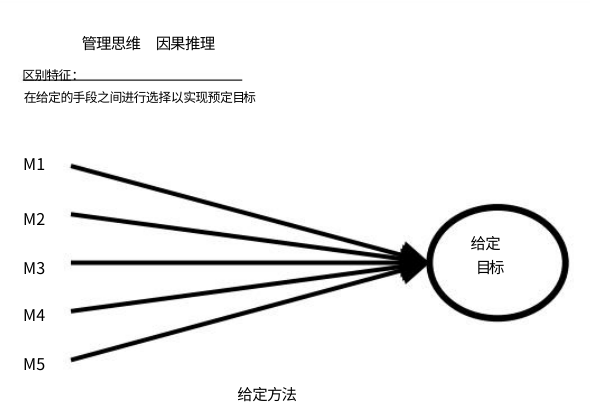 管理思维 因果推理
区别特征：
在给定的手段之间进行选择以实现预定目标
M1
M2
M3
M4
M5
给定
目标
给定方法